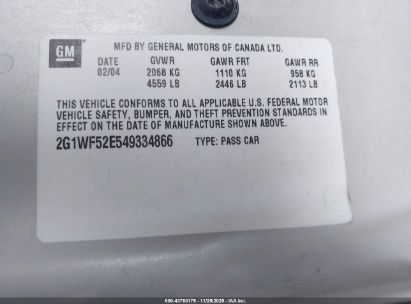 GM
MFD BY GENERAL MOTORS OF CANADA LTD.
DATE GVWR GAWR FRT GAWR RR
02/04 2068 KG 1110 KG 958 KG
4559 LB 2446 LB 2113 LB
THIS VEHICLE CONFORMS TO ALL APPLICABLE U.S. FEDERAL MOTOR
VEHICLE SAFETY, BUMPER, AND THEFT PREVENTION STANDARDS IN
EFFECT ON THE DATE OF MANUFACTURE SHOWN ABOVE.
2G1WF52E549334866 TYPE: PASS CAR